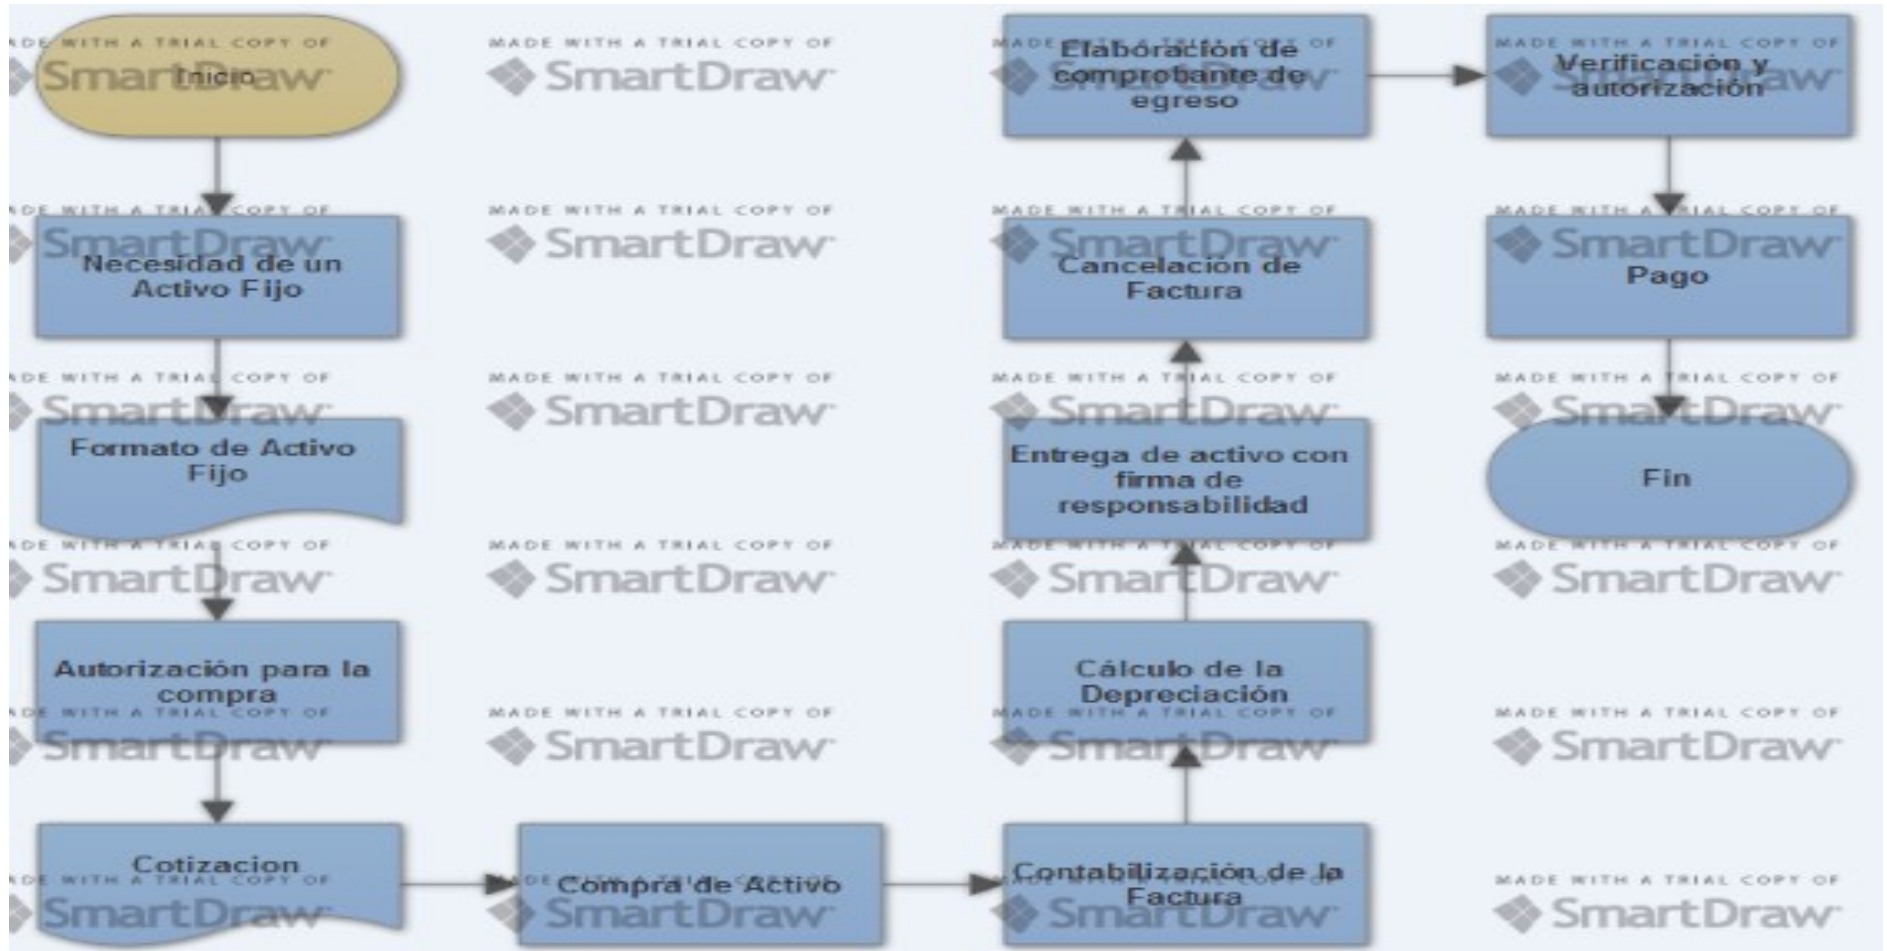 Inicio
Necesidad de un
Activo Fijo
Formato de Activo
Fijo
Autorización para la
compra
Cotizacion
Compra de Activo
Contabilización de la
Factura
Cálculo de la
Depreciación
Entrega de activo con
firma de
responsabilidad
Cancelación de
Factura
Elaboración de
comprobante de
egreso
Verificación y
autorización
Pago
Fin
MADE WITH A TRIAL COPY OF
SmartDraw